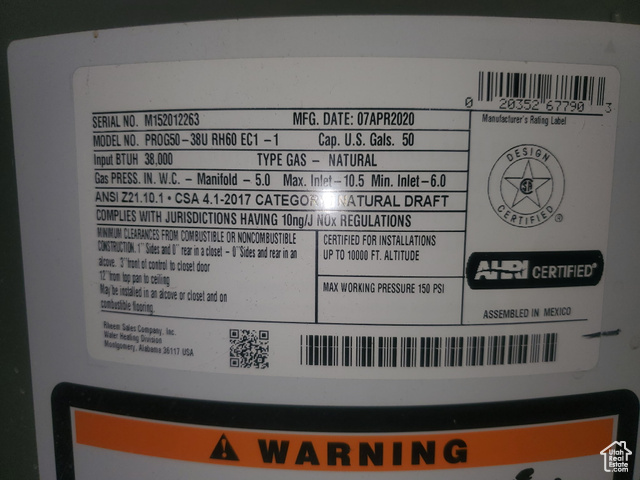 0 20352 67790 3
Manufacturer's Rating Label
SERIAL NO. M152012263 MFG. DATE: 07APR2020
MODEL NO. PROG50-38U RH60 EC1 -1 Cap. U.S. Gals. 50
Input BTUH 38,000 TYPE GAS - NATURAL
Gas PRESS. IN. W.C. - Manifold - 5.0 Max. Inlet-10.5 Min. Inlet-6.0
ANSI Z21.10.1 • CSA 4.1-2017 CATEGORY NATURAL DRAFT
COMPLIES WITH JURISDICTIONS HAVING 10ng/J NOx REGULATIONS
MINIMUM CLEARANCES FROM COMBUSTIBLE OR NONCOMBUSTIBLE
CONSTRUCTION. 1" Sides and 0" rear in a closet - 0"Sides and rear in an
alcove. 3"front of control to closet door
12"from top pan to ceiling
May be installed in an alcove or closet and on
combustible flooring.
CERTIFIED FOR INSTALLATIONS
UP TO 10000 FT. ALTITUDE
MAX WORKING PRESSURE 150 PSI
DESIGN
CERTIFIED
®
AHRI CERTIFIED®
ASSEMBLED IN MEXICO
Rheem Sales Company, Inc.
Water Heating Division
Montgomery, Alabama 36117 USA
WARNING
Utah
Real
Estate
.com